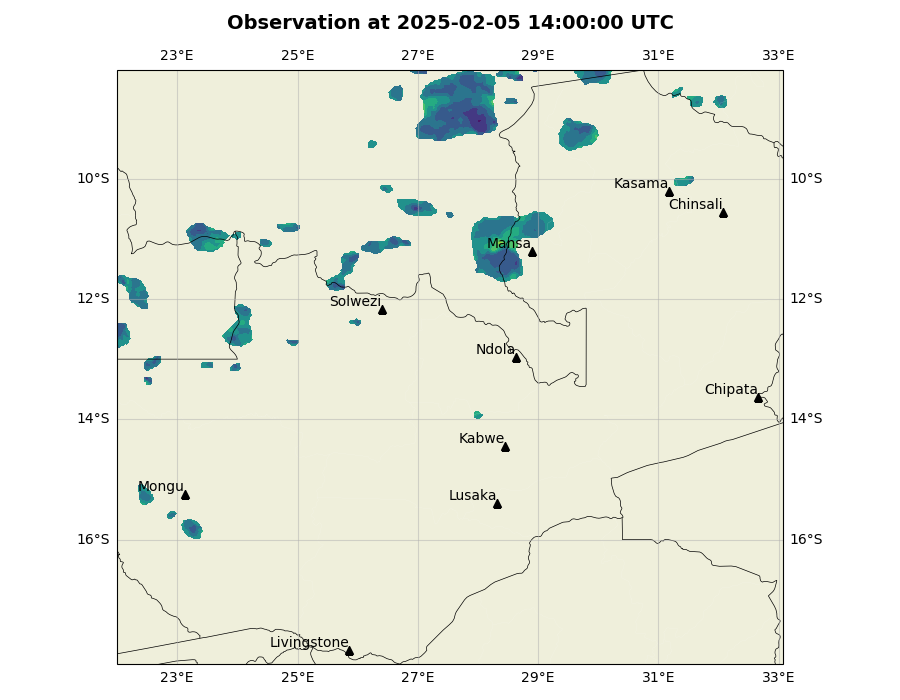 Observation at 2025-02-05 14:00:00 UTC
23°E 25°E 27°E 29°E 31°E 33°E
10°S Kasama 10°S
Chinsali
Mansa
12°S Solwezi 12°S
Ndola
Chipata
14°S 14°S
Kabwe
Mongu
Lusaka
16°S 16°S
Livingstone
23°E 25°E 27°E 29°E 31°E 33°E